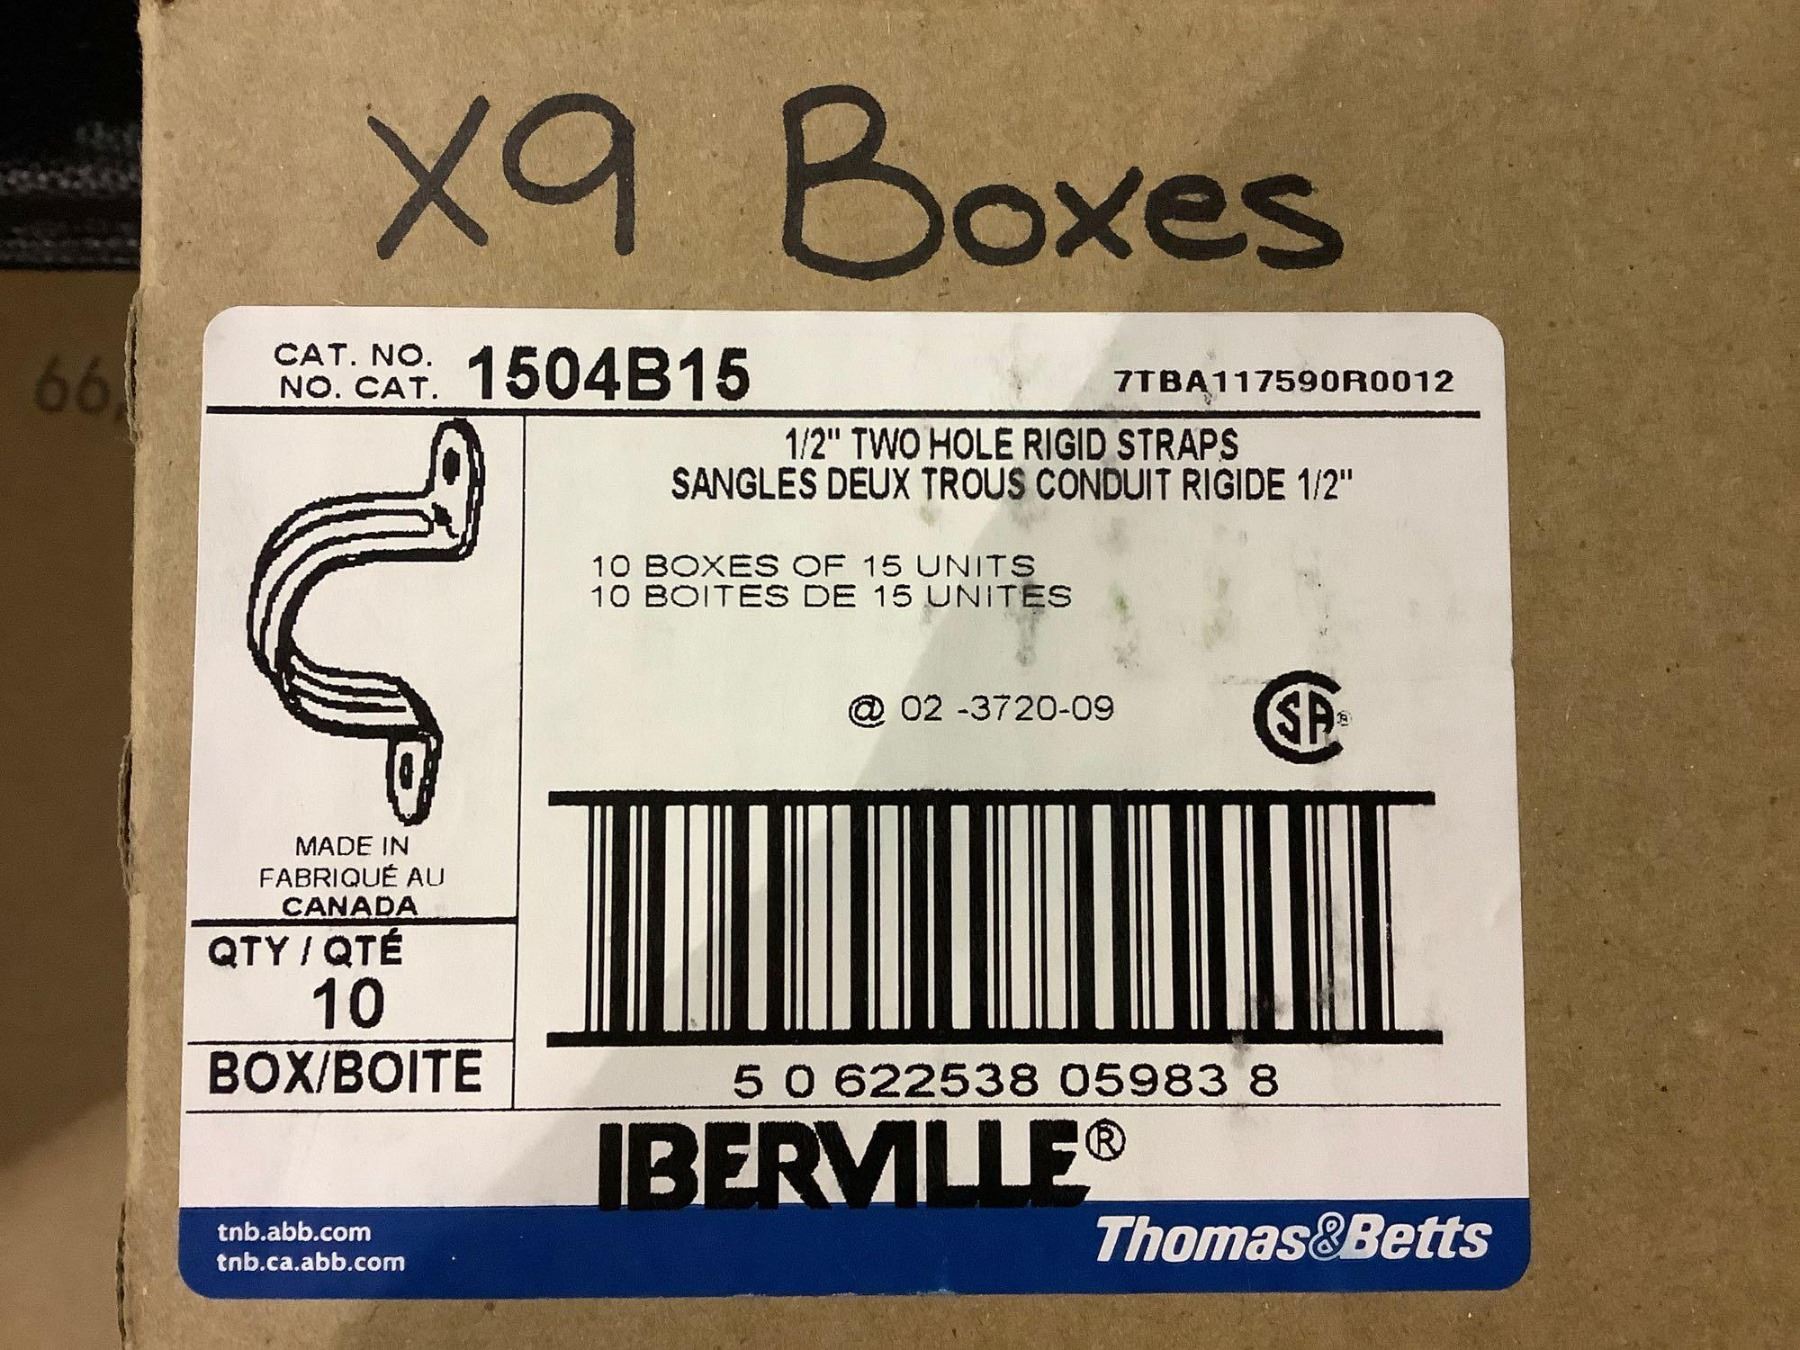 X9 Boxes
66,
CAT. NO.
NO. CAT.
1504B15
7TBA117590R0012
1/2" TWO HOLE RIGID STRAPS
SANGLES DEUX TROUS CONDUIT RIGIDE 1/2"
10 BOXES OF 15 UNITS
10 BOITES DE 15 UNITES
@ 02 -3720-09
CSA®
MADE IN
FABRIQUÉ AU
CANADA
QTY / QTÉ
10
BOX/BOITE
5 0 622538 05983 8
IBERVILLE®
tnb.abb.com
tnb.ca.abb.com
Thomas&Betts